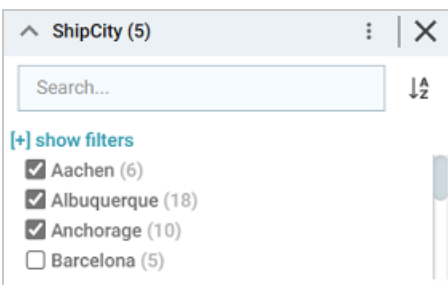 ShipCity (5)
Search...
[+] show filters
Aachen (6)
Albuquerque (18)
Anchorage (10)
Barcelona (5)